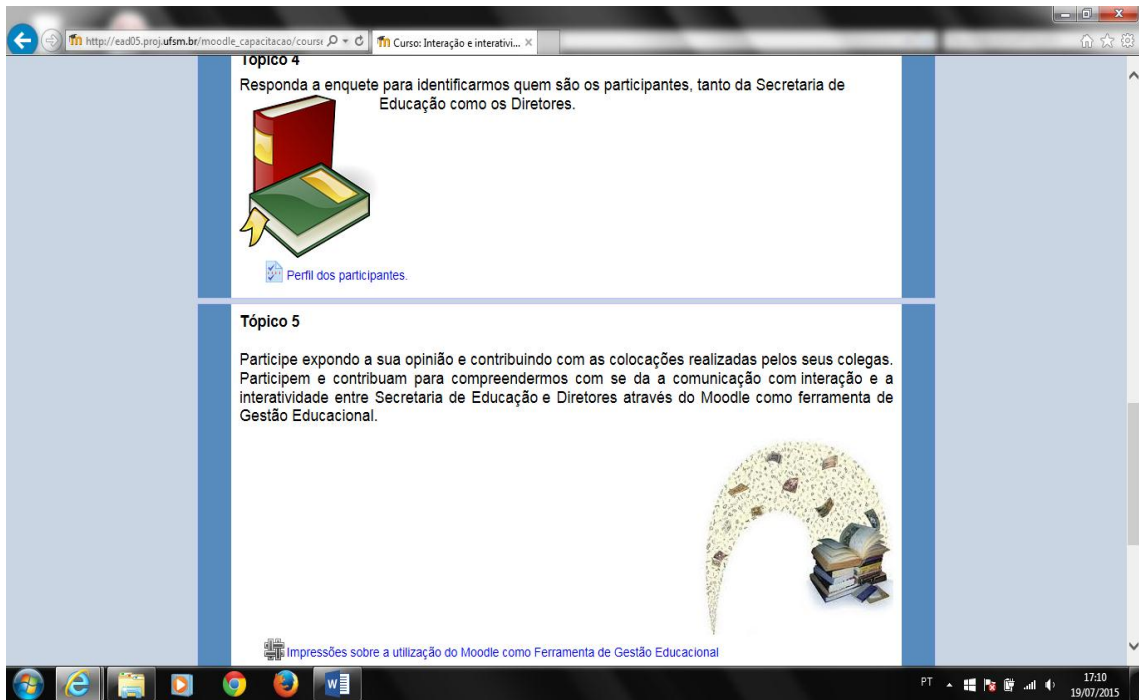 http://ead05.proj.ufsm.br/moodle_capacitacao/course
Curso: Interação e interativi...
Tópico 4
Responda a enquete para identificarmos quem são os participantes, tanto da Secretaria de
Educação como os Diretores.
Perfil dos participantes.
Tópico 5
Participe expondo a sua opinião e contribuindo com as colocações realizadas pelos seus colegas.
Participem e contribuam para compreendermos com se da a comunicação com interação e a
interatividade entre Secretaria de Educação e Diretores através do Moodle como ferramenta de
Gestão Educacional.
Impressões sobre a utilização do Moodle como Ferramenta de Gestão Educacional
PT
17:10
19/07/2015